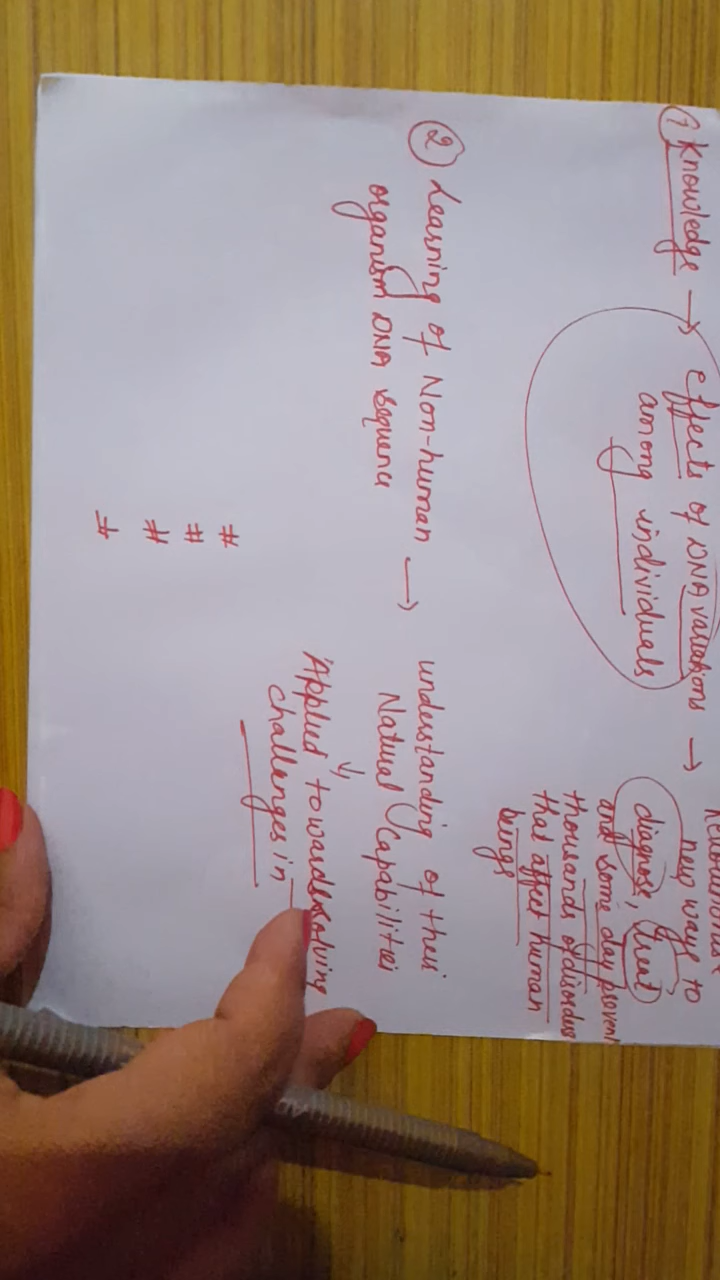 ① Knowledge → effects of DNA variations →
among individuals
new ways to
diagnose, treat
and some day prevent
thousands of disorders
that affect human
beings
② Learning of Non-human → understanding of their
organism DNA sequence
Natural capabilities
Applied towards solving
challenges in
#
#
#
#